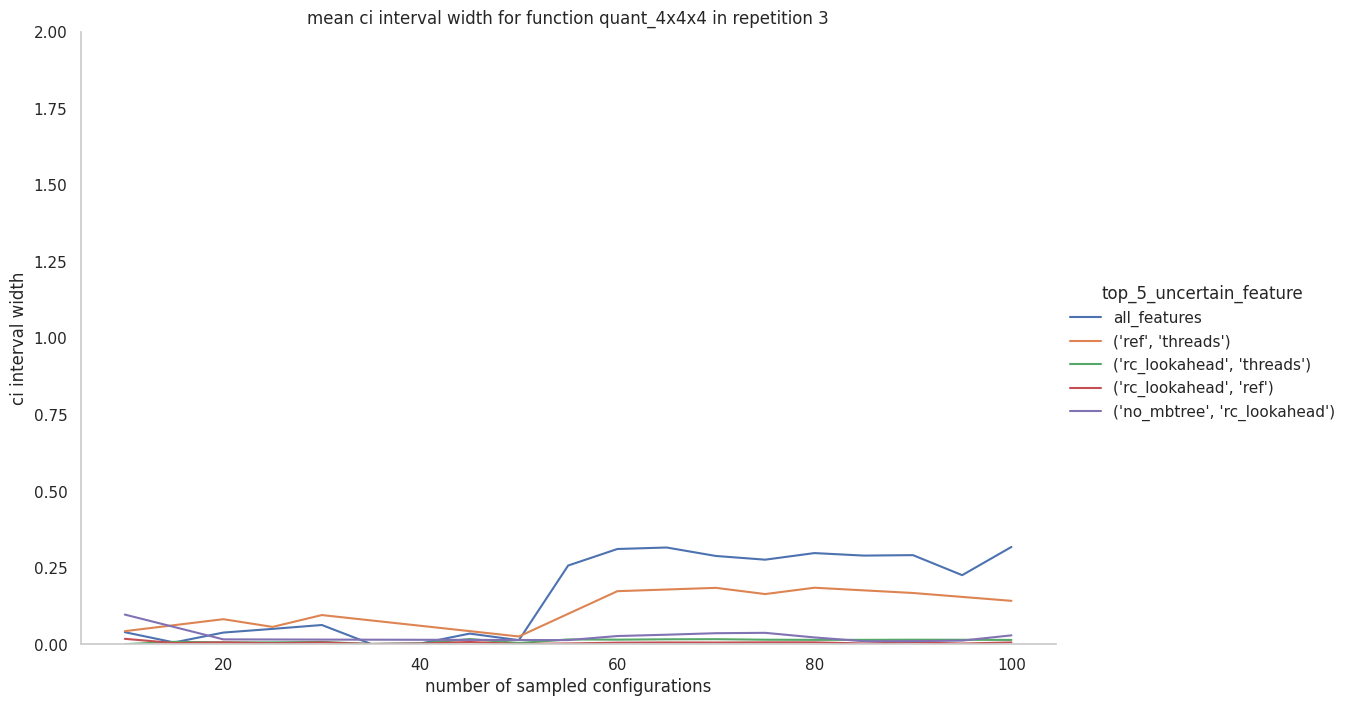 mean ci interval width for function quant_4x4x4 in repetition 3
2.00
1.75
1.50
1.25
1.00
0.75
0.50
0.25
0.00
ci interval width
20
40
60
80
100
number of sampled configurations
top_5_uncertain_feature
all_features
('ref', 'threads')
('rc_lookahead', 'threads')
('rc_lookahead', 'ref')
('no_mbtree', 'rc_lookahead')